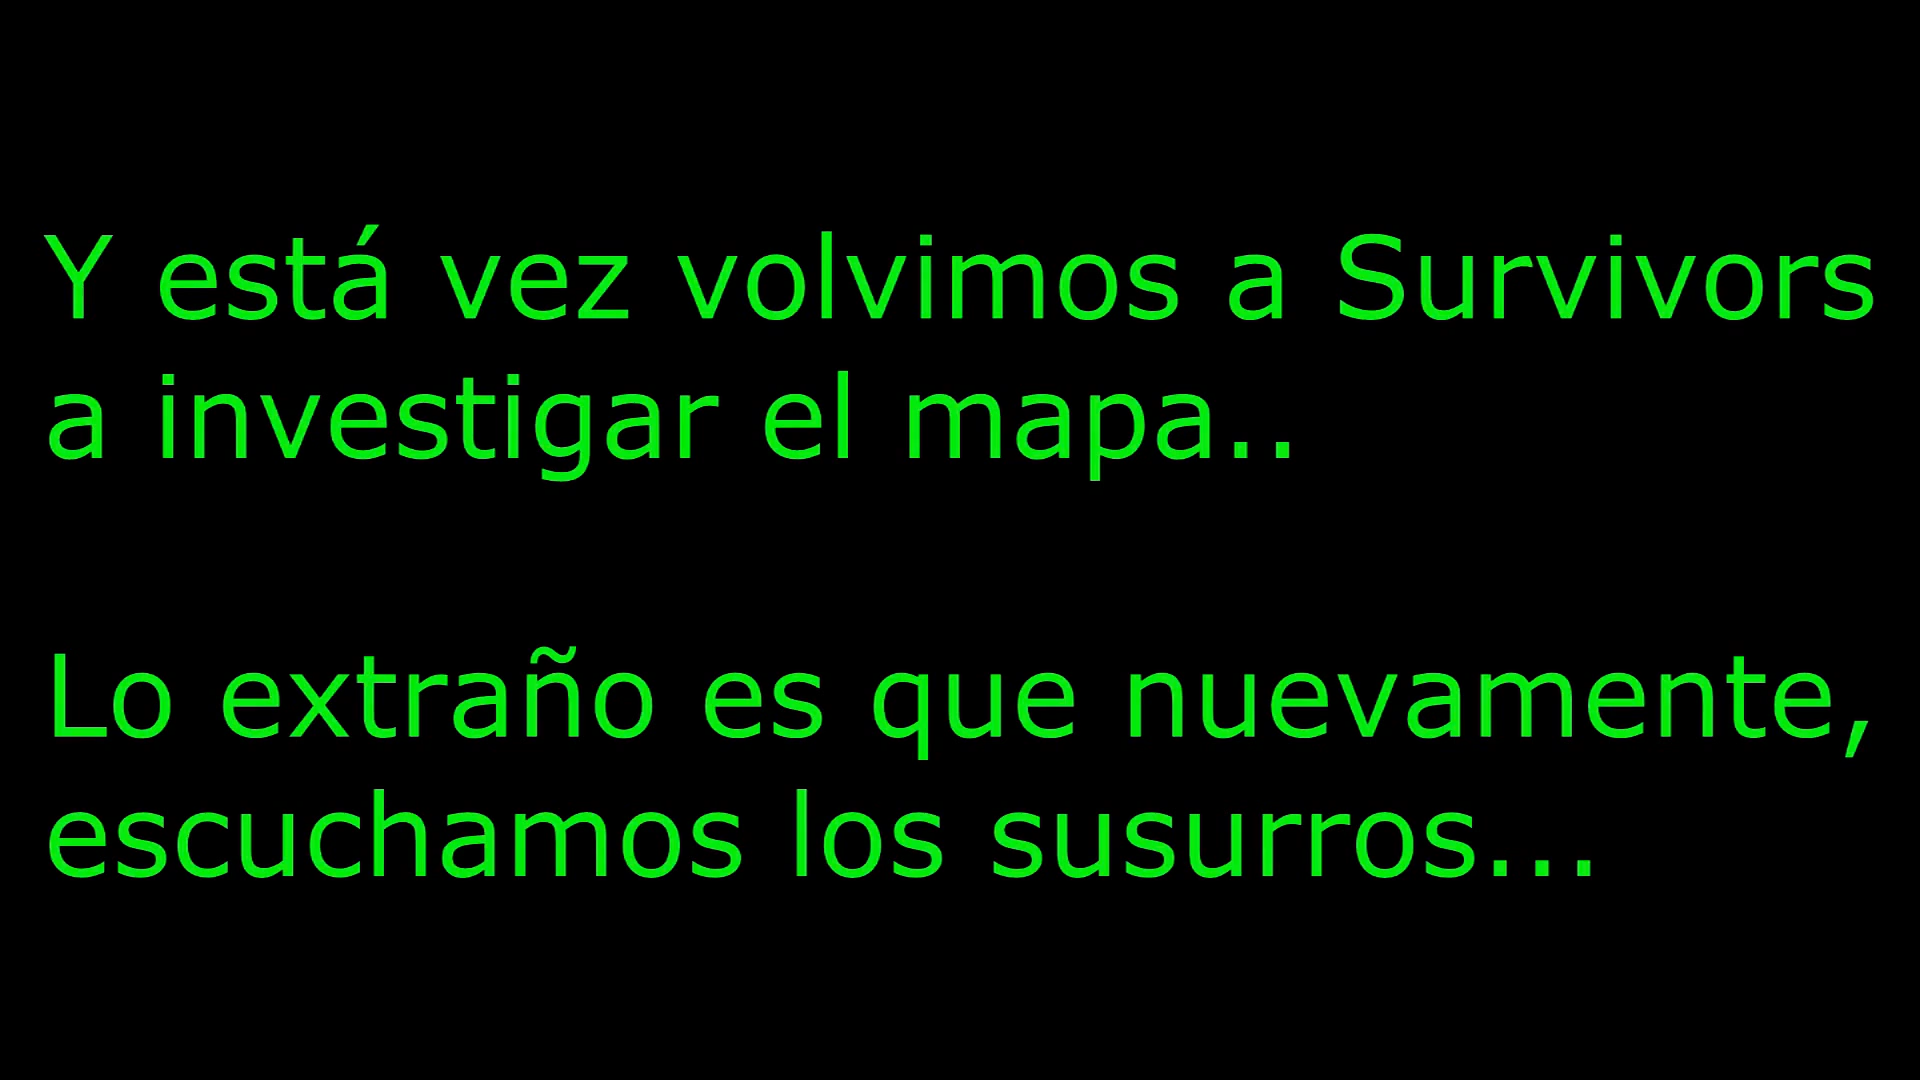 Y está vez volvimos a Survivors
a investigar el mapa..
Lo extraño es que nuevamente,
escuchamos los susurros...